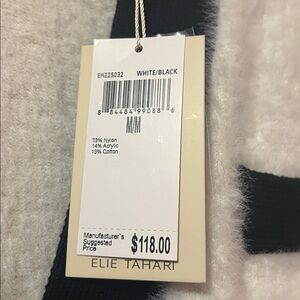 EH225032 WHITE/BLACK
8 84484 99088 6
M
73% Nylon
14% Acrylic
13% Cotton
Manufacturer's
Suggested
Price
$118.00
ELIE TAHARI